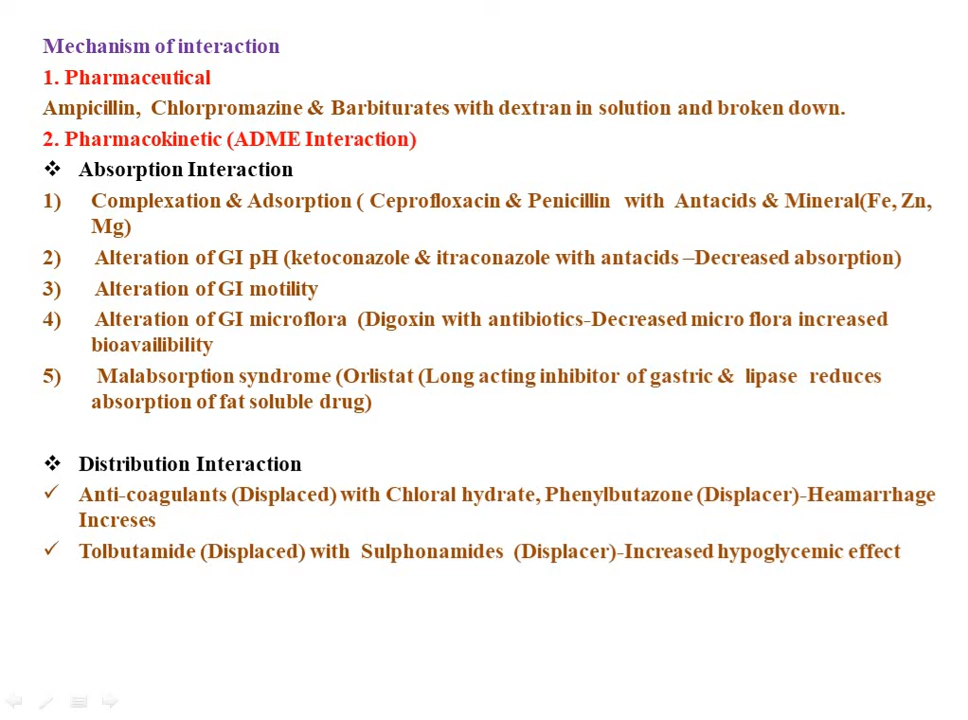 Mechanism of interaction
1. Pharmaceutical
Ampicillin, Chlorpromazine & Barbiturates with dextran in solution and broken down.
2. Pharmacokinetic (ADME Interaction)
❖ Absorption Interaction
1) Complexation & Adsorption ( Ceprofloxacin & Penicillin with Antacids & Mineral(Fe, Zn,
Mg)
2) Alteration of GI pH (ketoconazole & itraconazole with antacids –Decreased absorption)
3) Alteration of GI motility
4) Alteration of GI microflora (Digoxin with antibiotics-Decreased micro flora increased
bioavailibility
5) Malabsorption syndrome (Orlistat (Long acting inhibitor of gastric & lipase reduces
absorption of fat soluble drug)
❖ Distribution Interaction
✓ Anti-coagulants (Displaced) with Chloral hydrate, Phenylbutazone (Displacer)-Heamarrhage
Increses
✓ Tolbutamide (Displaced) with Sulphonamides (Displacer)-Increased hypoglycemic effect